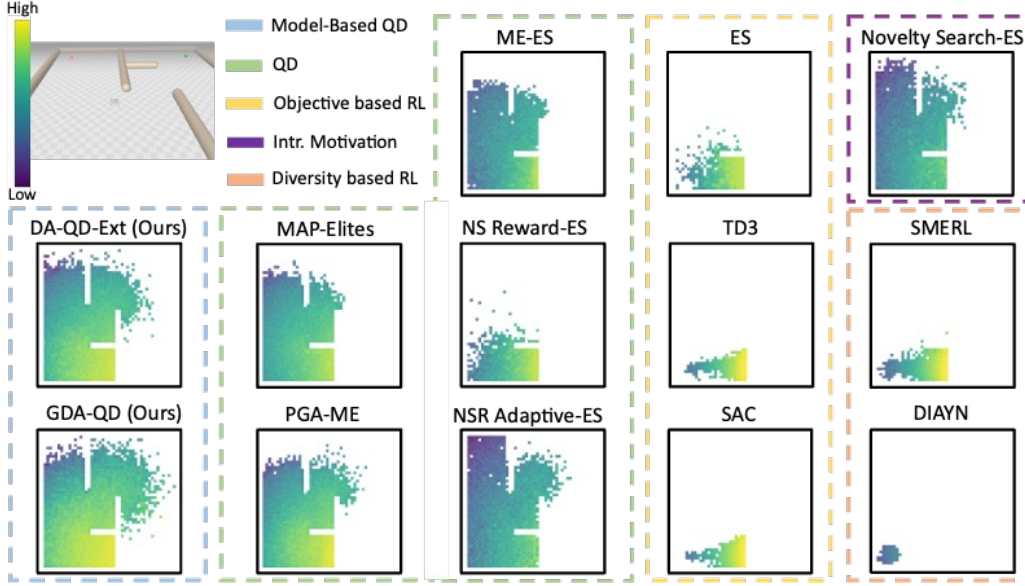 High
Low
Model-Based QD
QD
Objective based RL
Intr. Motivation
Diversity based RL
ME-ES
ES
Novelty Search-ES
DA-QD-Ext (Ours)
MAP-Elites
NS Reward-ES
TD3
SMERL
GDA-QD (Ours)
PGA-ME
NSR Adaptive-ES
SAC
DIAYN